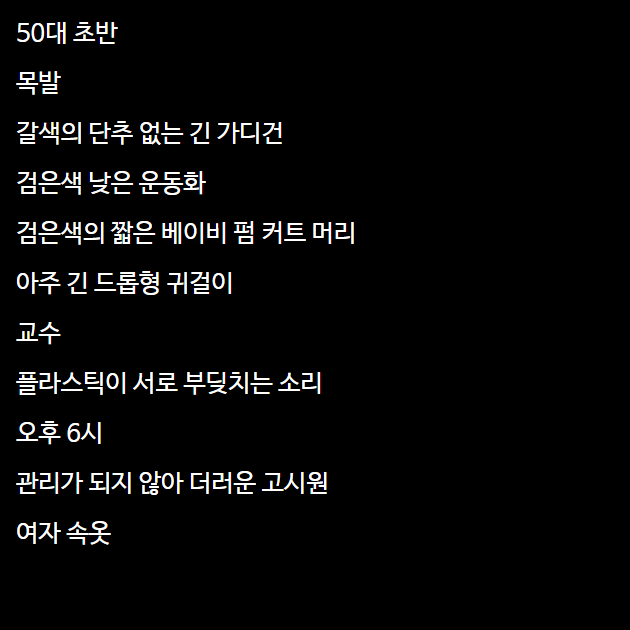 50대 초반
목발
갈색의 단추 없는 긴 가디건
검은색 낮은 운동화
검은색의 짧은 베이비 펌 커트 머리
아주 긴 드롭형 귀걸이
교수
플라스틱이 서로 부딪치는 소리
오후 6시
관리가 되지 않아 더러운 고시원
여자 속옷